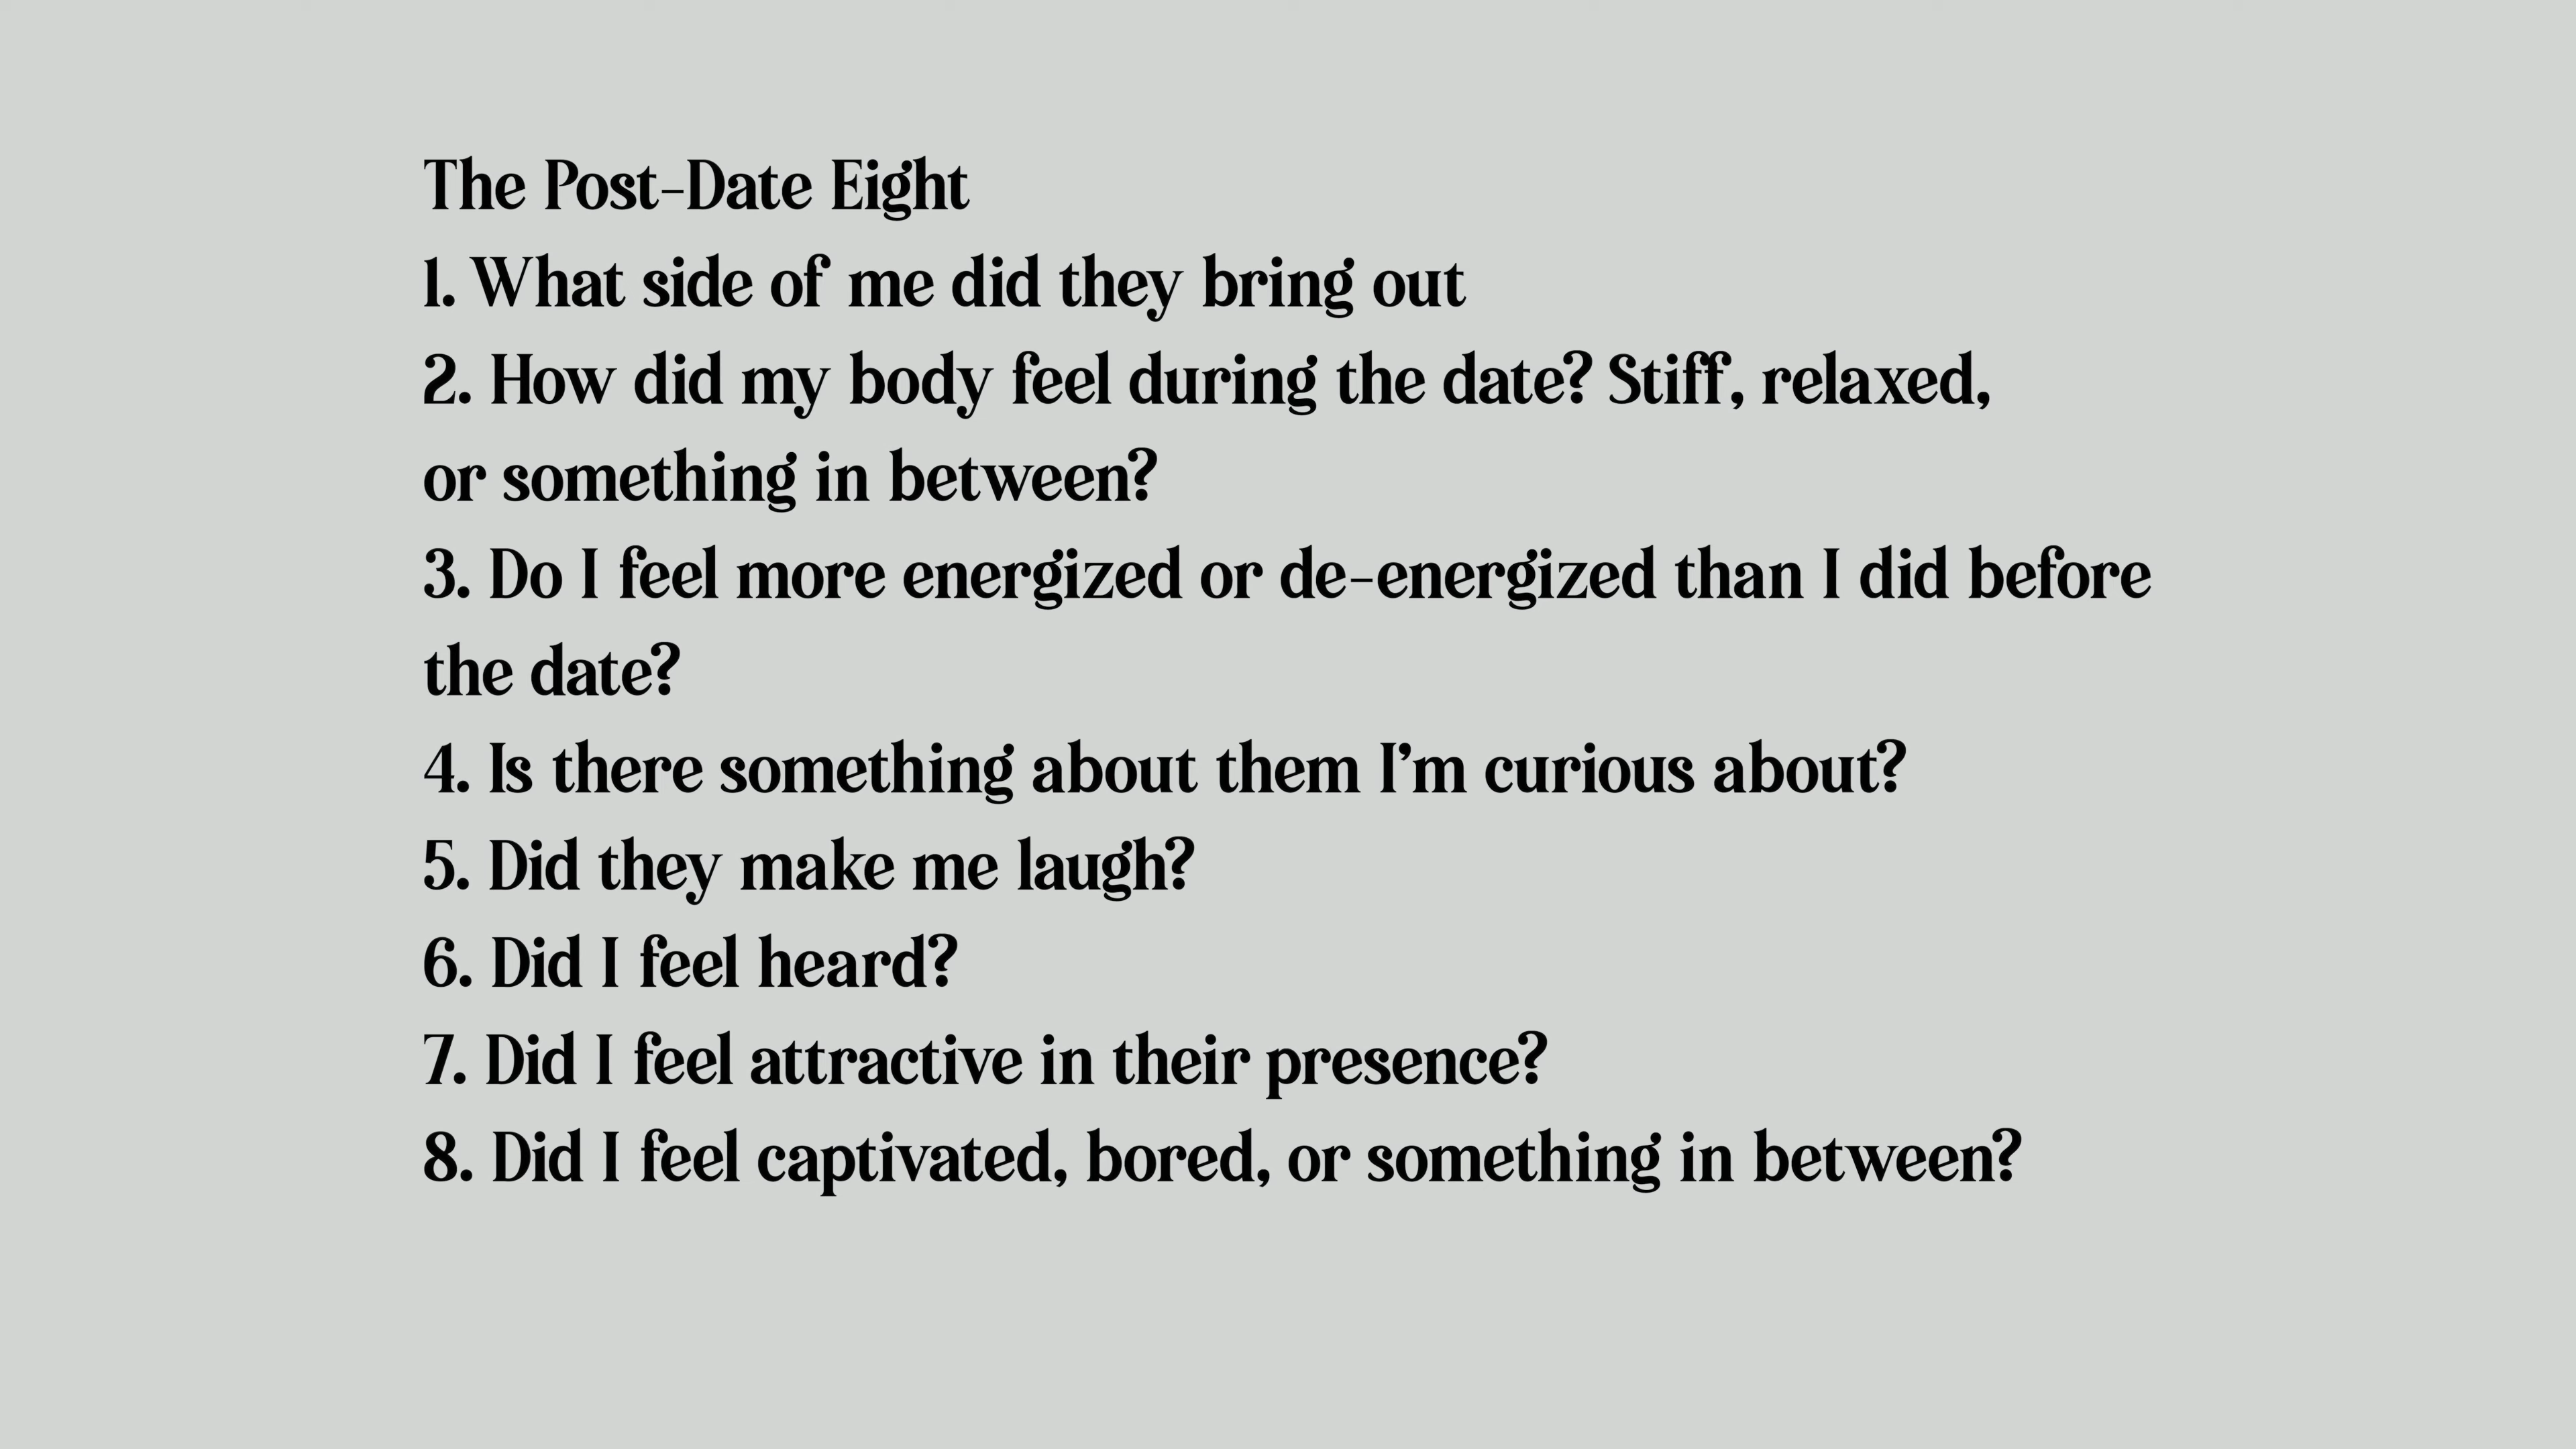 The Post-Date Eight
1. What side of me did they bring out
2. How did my body feel during the date? Stiff, relaxed,
or something in between?
3. Do I feel more energized or de-energized than I did before
the date?
4. Is there something about them I’m curious about?
5. Did they make me laugh?
6. Did I feel heard?
7. Did I feel attractive in their presence?
8. Did I feel captivated, bored, or something in between?